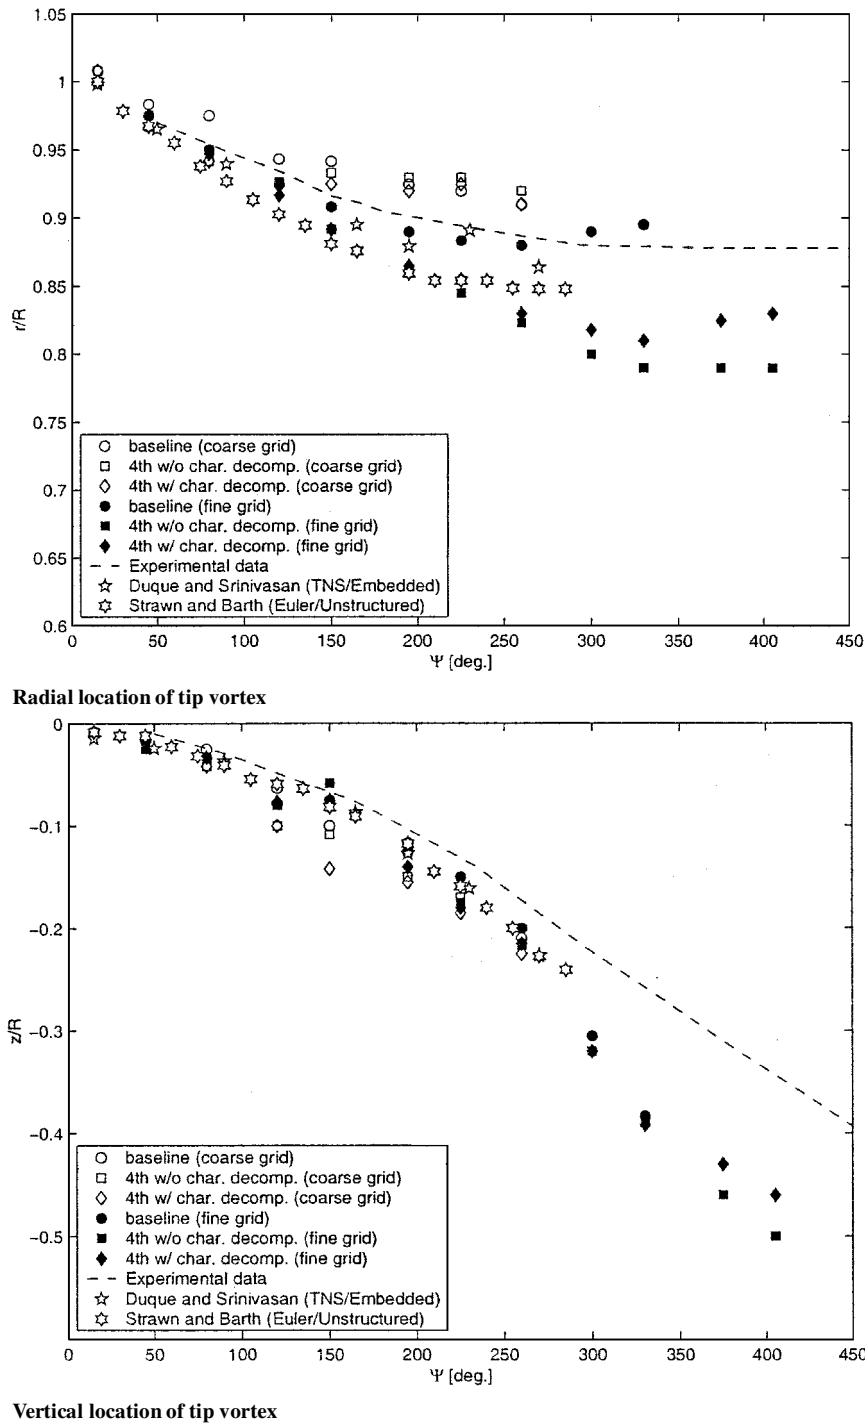 1.05
1
0.95
0.9
0.85
0.8
0.75
0.7
0.65
0.6
r/R
baseline (coarse grid)
4th w/o char. decomp. (coarse grid)
4th w/ char. decomp. (coarse grid)
baseline (fine grid)
4th w/o char. decomp. (fine grid)
4th w/ char. decomp. (fine grid)
Experimental data
Duque and Srinivasan (TNS/Embedded)
Strawn and Barth (Euler/Unstructured)
0 50 100 150 200 250 300 350 400 450
Ψ [deg.]
Radial location of tip vortex
0
−0.1
−0.2
−0.3
−0.4
−0.5
z/R
baseline (coarse grid)
4th w/o char. decomp. (coarse grid)
4th w/ char. decomp. (coarse grid)
baseline (fine grid)
4th w/o char. decomp. (fine grid)
4th w/ char. decomp. (fine grid)
Experimental data
Duque and Srinivasan (TNS/Embedded)
Strawn and Barth (Euler/Unstructured)
0 50 100 150 200 250 300 350 400 450
Ψ [deg.]
Vertical location of tip vortex